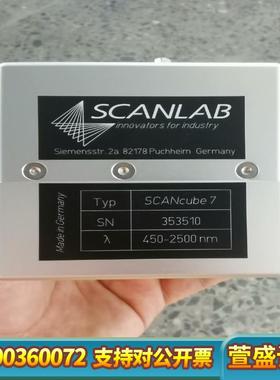 SCANLAB
innovators for industry
Siemensstr. 2a 82178 Puchheim Germany
Made in Germany
Typ SCANcube 7
SN 353510
λ 450-2500 nm
00360072 支持对公开票 萱盛